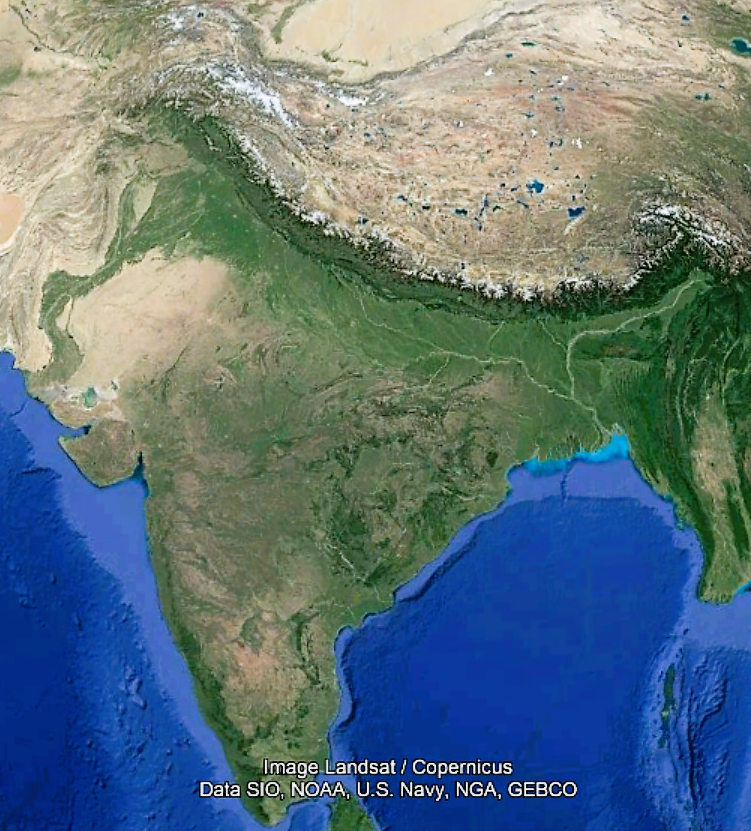 Image Landsat / Copernicus
Data SIO, NOAA, U.S. Navy, NGA, GEBCO